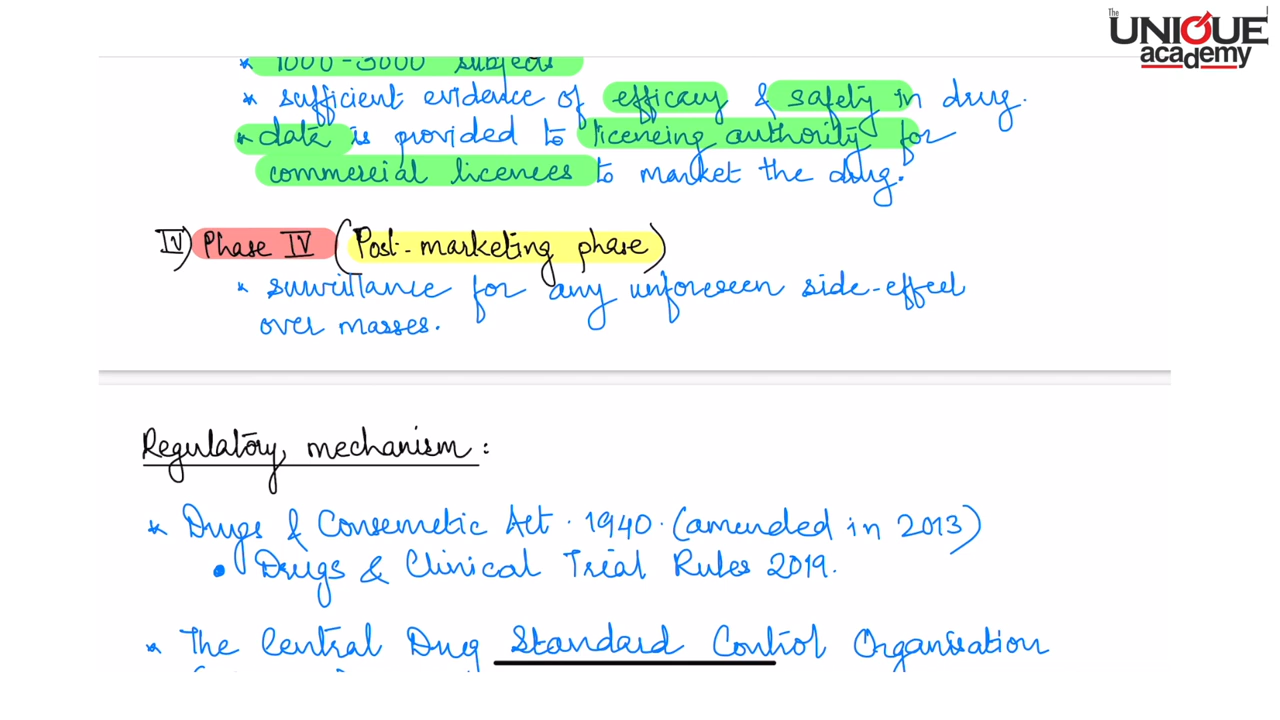 The
UNIQUE
academy
* 1000-3000 subjects
* sufficient evidence of efficacy & safety in drug.
* data is provided to licenceing authority for
commercial licences to market the drug.
IV) Phase IV (Post-marketing phase)
* surveillance for any unforeseen side-effect
over masses.
Regulatory mechanism:
* Drugs & Consemetic Act. 1940. (amended in 2013)
• Drugs & Clinical Trial Rules 2019.
* The Central Drug Standard Control Organisation